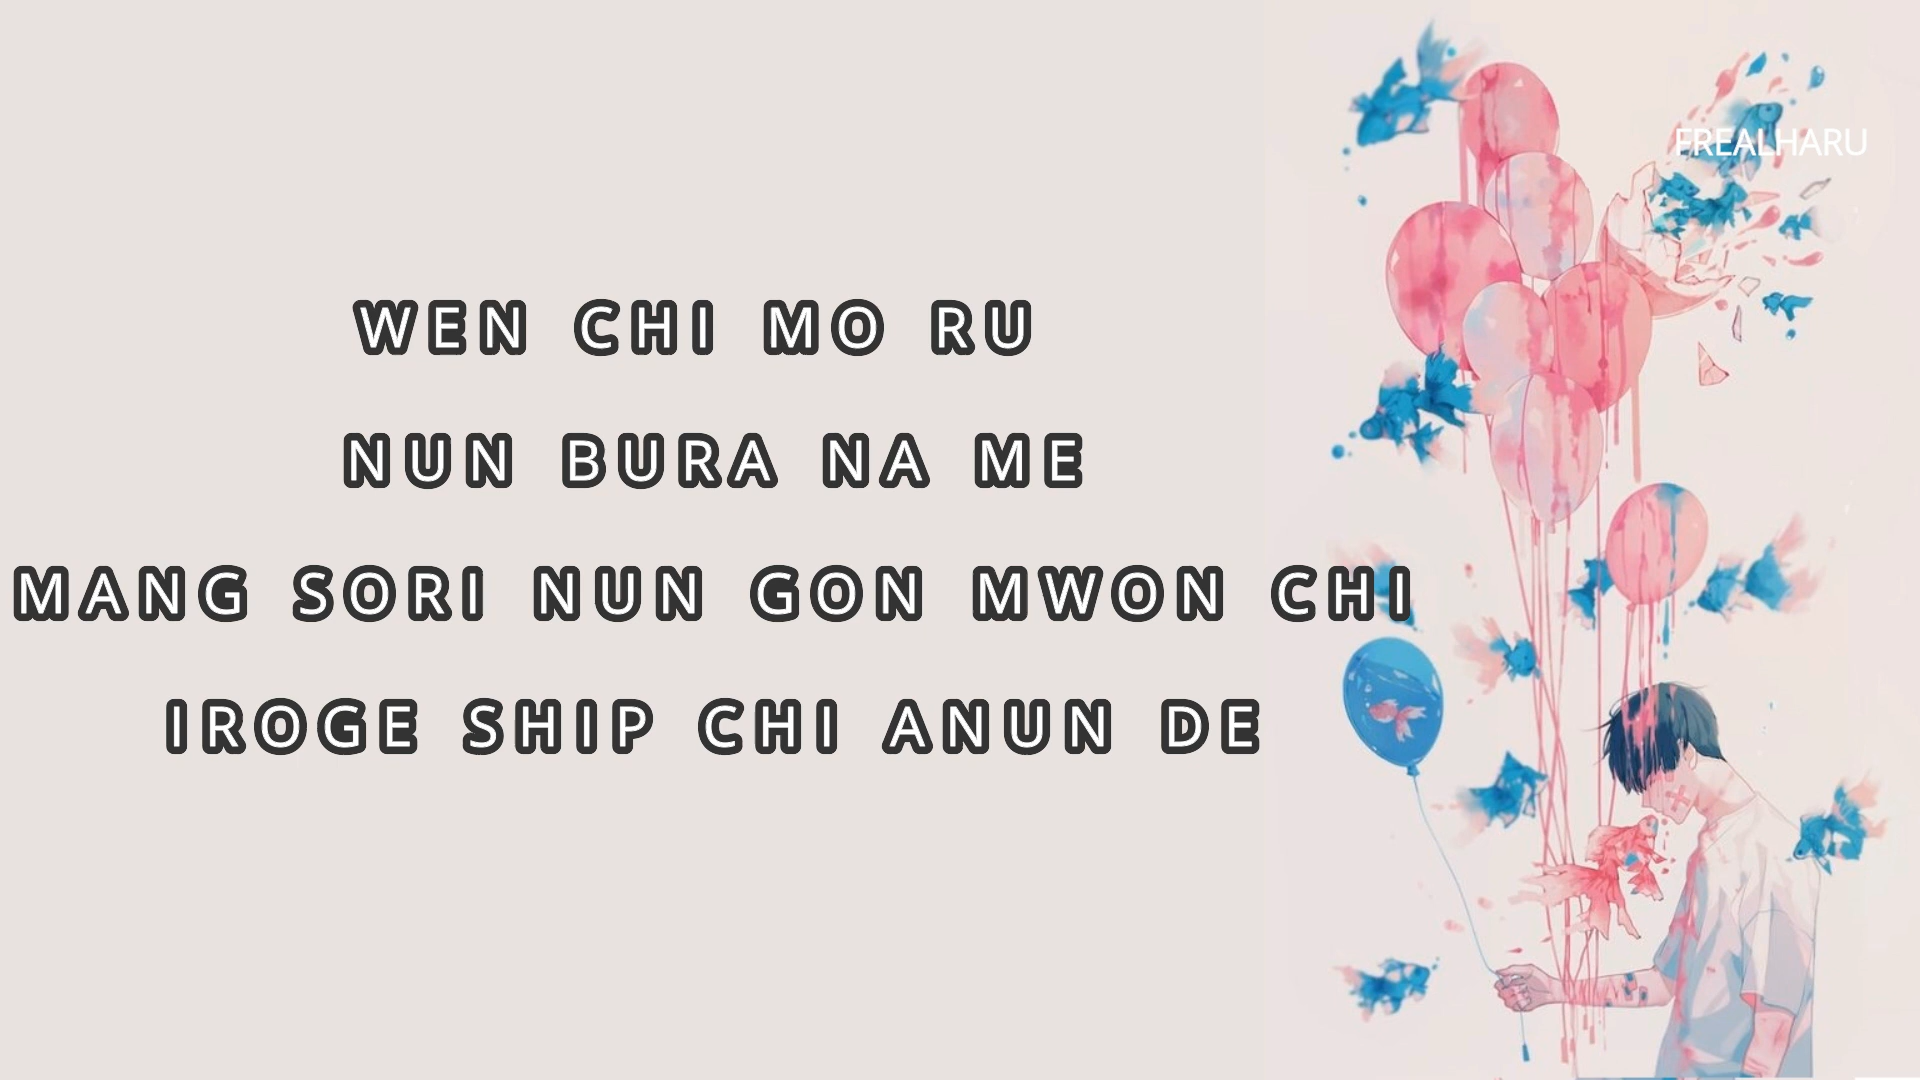 FREALHARU
WEN CHI MO RU
NUN BURA NA ME
MANG SORI NUN GON MWON CHI
IROGE SHIP CHI ANUN DE